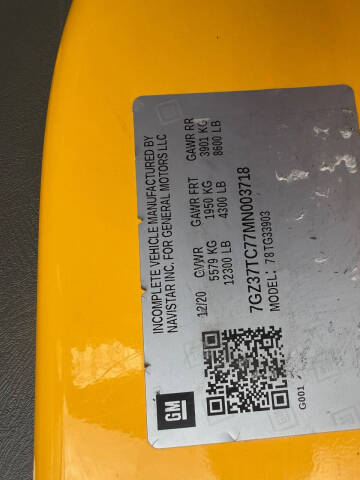 INCOMPLETE VEHICLE MANUFACTURED BY
NAVISTAR INC. FOR GENERAL MOTORS LLC
12/20 GVWR GAWR FRT GAWR RR
5579 KG 1950 KG 3901 KG
12300 LB 4300 LB 8600 LB
7GZ37TC77MN003718
MODEL: 78TG33903
GM
G001